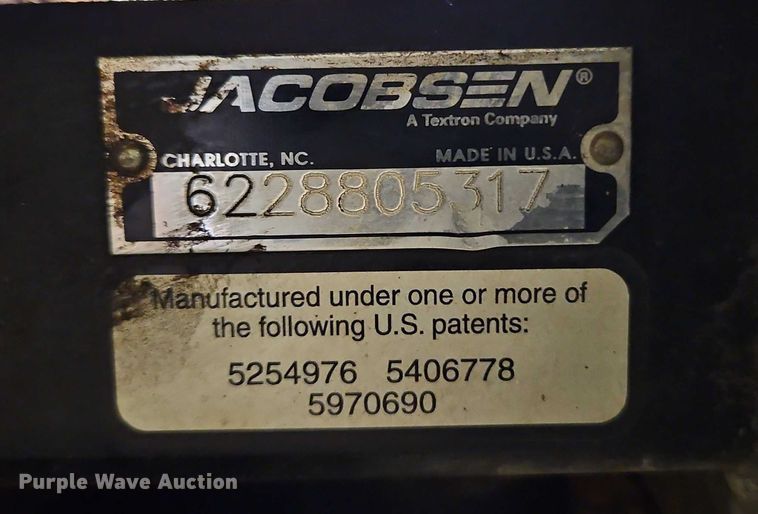 JACOBSEN®
A Textron Company
CHARLOTTE, NC. MADE IN U.S.A.
6228805317
Manufactured under one or more of
the following U.S. patents:
5254976 5406778
5970690
Purple Wave Auction